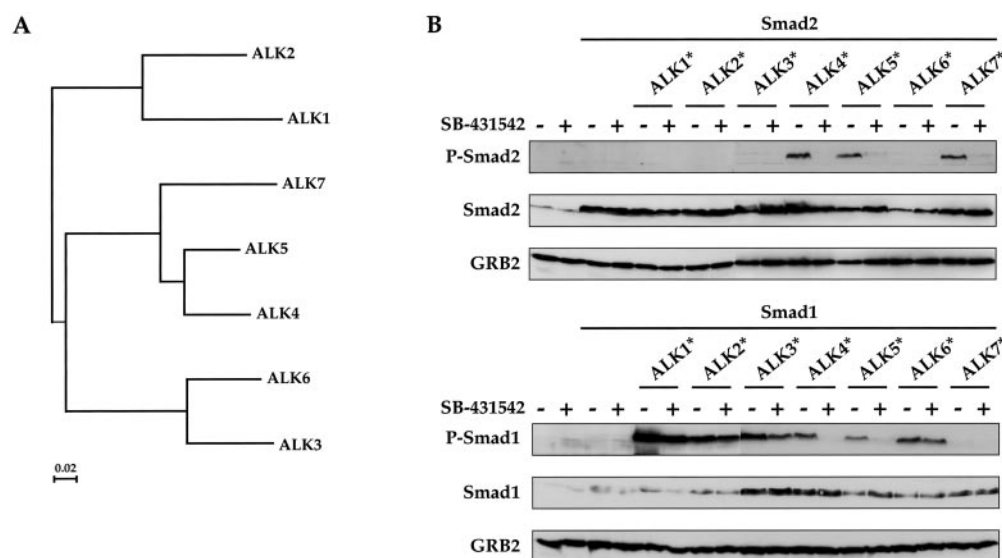 A
ALK2
ALK1
ALK7
ALK5
ALK4
ALK6
ALK3
0.02
B
Smad2
ALK1* ALK2* ALK3* ALK4* ALK5* ALK6* ALK7*
SB-431542 - + - + - + - + - + - + - + - + - +
P-Smad2
Smad2
GRB2
Smad1
ALK1* ALK2* ALK3* ALK4* ALK5* ALK6* ALK7*
SB-431542 - + - + - + - + - + - + - + - + - +
P-Smad1
Smad1
GRB2